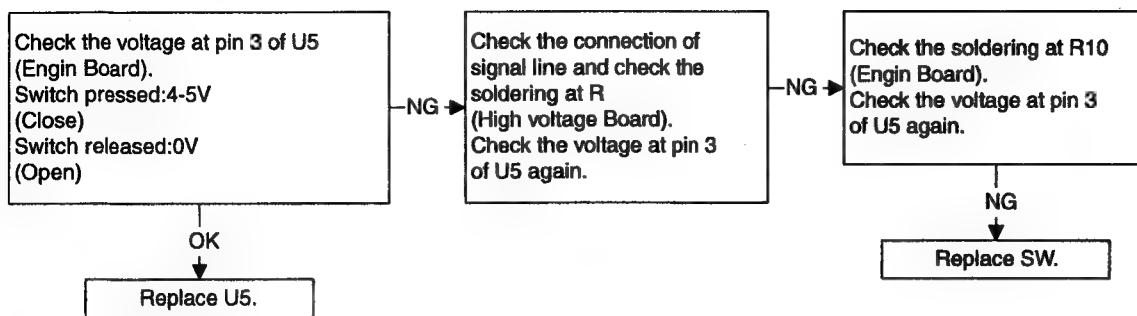 Check the voltage at pin 3 of U5
(Engin Board).
Switch pressed:4-5V
(Close)
Switch released:0V
(Open)
NG
Check the connection of
signal line and check the
soldering at R
(High voltage Board).
Check the voltage at pin 3
of U5 again.
NG
Check the soldering at R10
(Engin Board).
Check the voltage at pin 3
of U5 again.
OK
Replace U5.
NG
Replace SW.